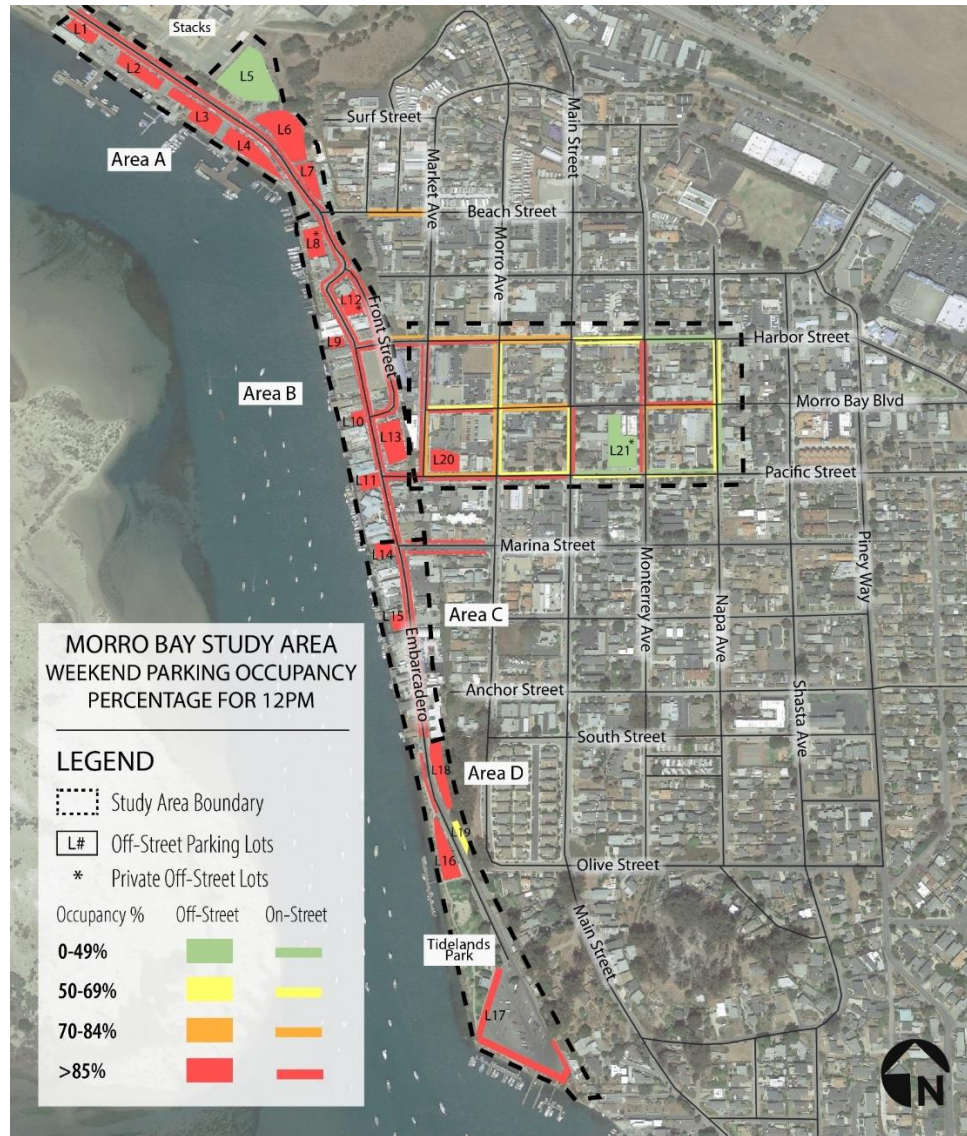 Stacks
L1
L2
L3
L4
L5
L6
L7
Area A
Surf Street
Market Ave
Morro Ave
Main Street
Beach Street
L8*
L12*
Front Street
L9
Harbor Street
Area B
L10
Morro Bay Blvd
L13
L20
L21*
L11
Pacific Street
L14
Marina Street
Monterrey Ave
Napa Ave
Piney Way
L15
Area C
Embarcadero
Anchor Street
Shasta Ave
South Street
L18
Area D
L19
L16
Olive Street
Main Street
Tidelands
Park
L17
MORRO BAY STUDY AREA
WEEKEND PARKING OCCUPANCY
PERCENTAGE FOR 12PM
LEGEND
Study Area Boundary
L# Off-Street Parking Lots
* Private Off-Street Lots
Occupancy % Off-Street On-Street
0-49%
50-69%
70-84%
>85%
N